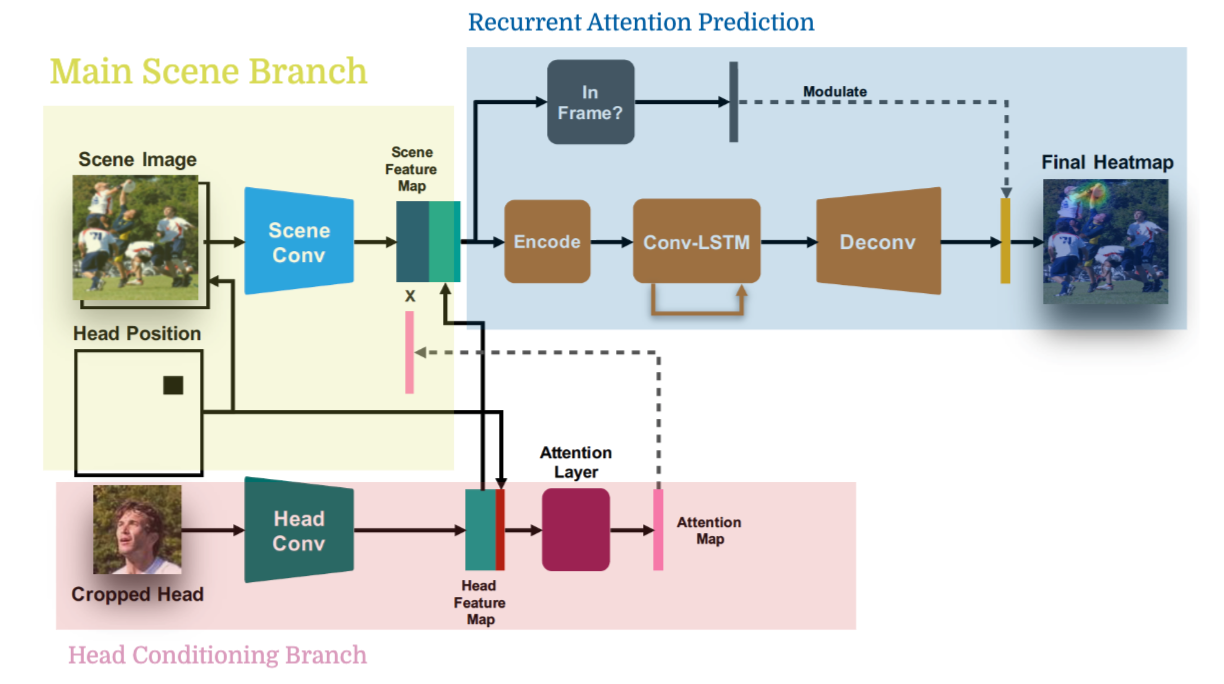 Recurrent Attention Prediction
Main Scene Branch
In
Frame?
Modulate
Scene Image
Scene
Feature
Map
Final Heatmap
Scene
Conv
Encode
Conv-LSTM
Deconv
X
Head Position
Attention
Layer
Head
Conv
Attention
Map
Cropped Head
Head
Feature
Map
Head Conditioning Branch